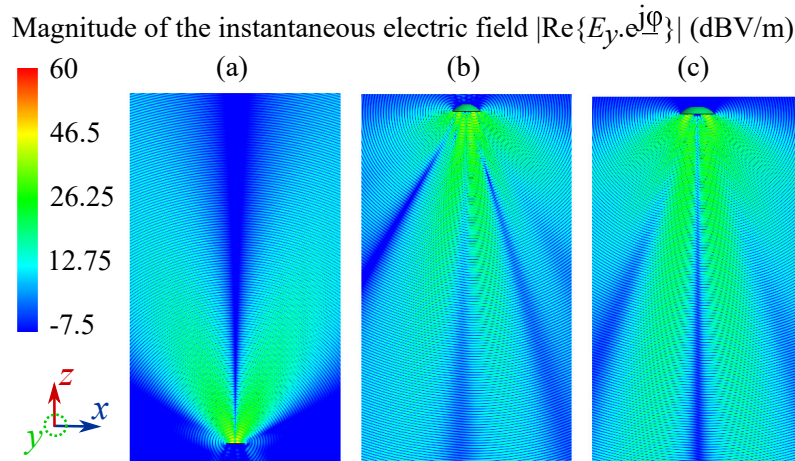 Magnitude of the instantaneous electric field |Re{Ey.ejφ}| (dBV/m)
(a) (b) (c)
60
46.5
26.25
12.75
-7.5
z
x
y